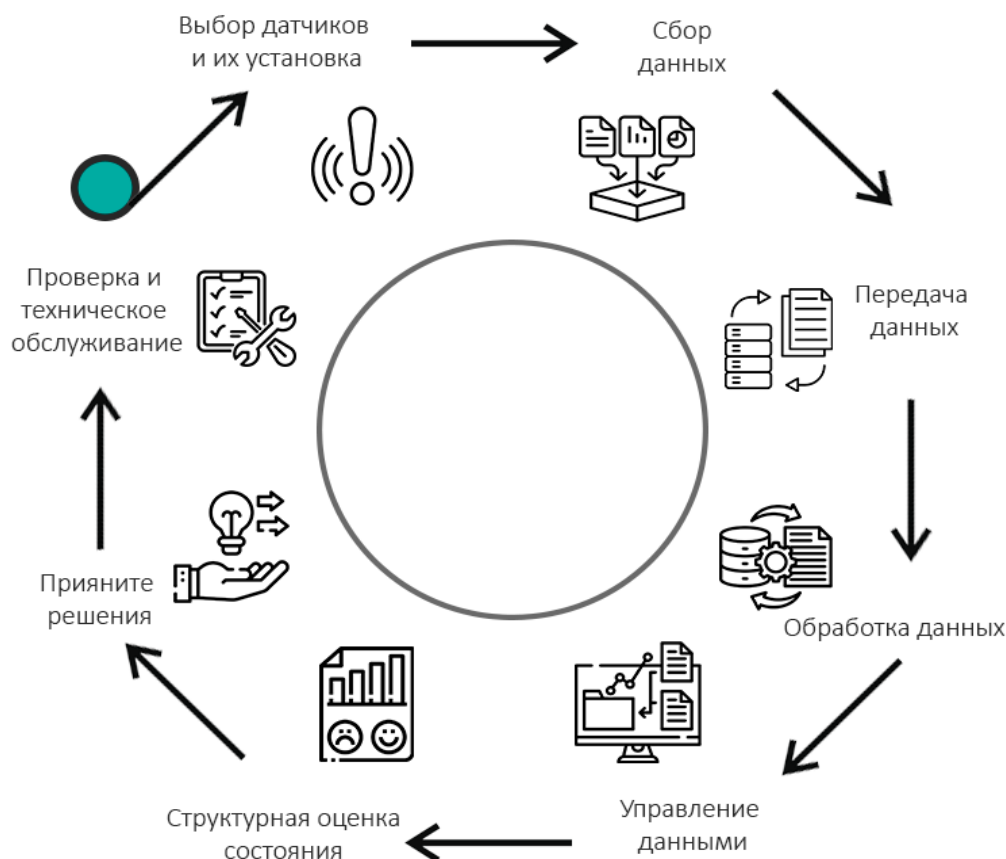 Выбор датчиков
и их установка
Сбор
данных
Передача
данных
Обработка данных
Управление
данными
Структурная оценка
состояния
Прияните
решения
Проверка и
техническое
обслуживание